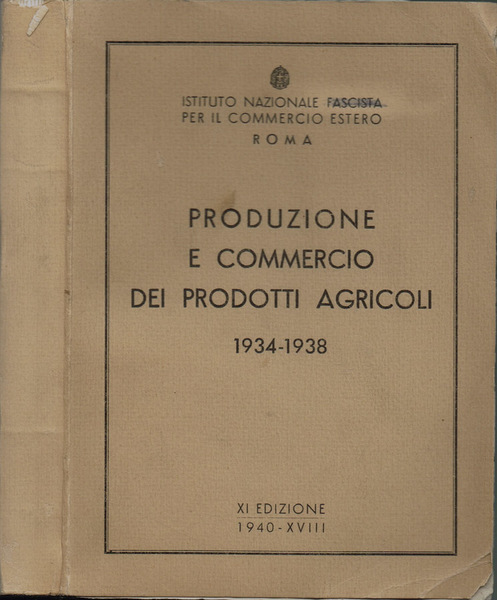 ISTITUTO NAZIONALE FASCISTA
PER IL COMMERCIO ESTERO
ROMA
PRODUZIONE
E COMMERCIO
DEI PRODOTTI AGRICOLI
1934-1938
XI EDIZIONE
1940-XVIII